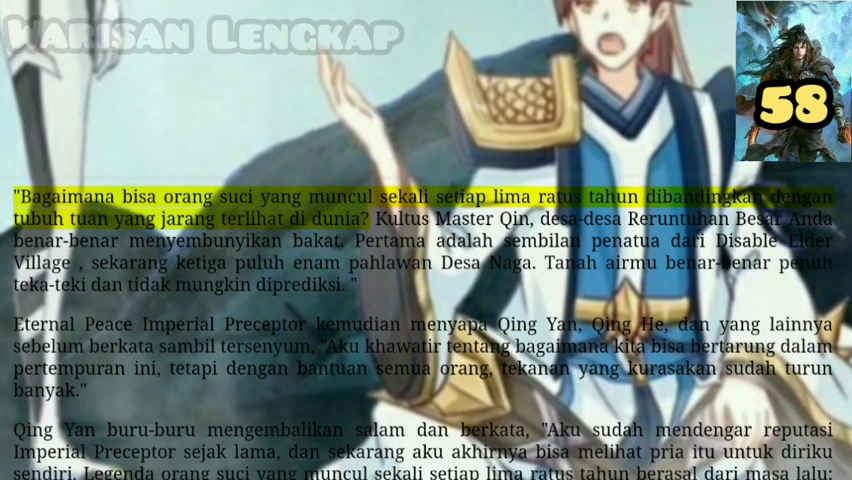 Warisan Lengkap
58
"Bagaimana bisa orang suci yang muncul sekali setiap lima ratus tahun dibandingkan dengan
tubuh tuan yang jarang terlihat di dunia? Kultus Master Qin, desa-desa Reruntuhan Besar Anda
benar-benar menyembunyikan bakat. Pertama adalah sembilan penatua dari Disable Elder
Village , sekarang ketiga puluh enam pahlawan Desa Naga. Tanah airmu benar-benar penuh
teka-teki dan tidak mungkin diprediksi. "
Eternal Peace Imperial Preceptor kemudian menyapa Qing Yan, Qing He, dan yang lainnya
sebelum berkata sambil tersenyum, "Aku khawatir tentang bagaimana kita bisa bertarung dalam
pertempuran ini, tetapi dengan bantuan semua orang, tekanan yang kurasakan sudah turun
banyak."
Qing Yan buru-buru mengembalikan salam dan berkata, "Aku sudah mendengar reputasi
Imperial Preceptor sejak lama, dan sekarang aku akhirnya bisa melihat pria itu untuk diriku
sendiri. Legenda orang suci yang muncul sekali setiap lima ratus tahun berasal dari masa lalu;